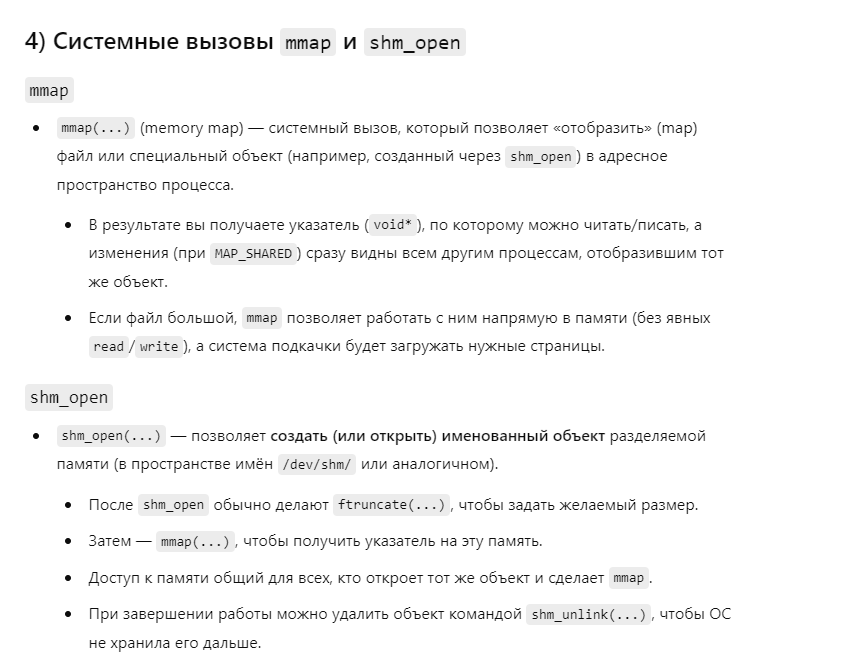 4) Системные вызовы mmap и shm_open
mmap
• mmap(...) (memory map) — системный вызов, который позволяет «отобразить» (map)
файл или специальный объект (например, созданный через shm_open) в адресное
пространство процесса.
• В результате вы получаете указатель (void*), по которому можно читать/писать, а
изменения (при MAP_SHARED) сразу видны всем другим процессам, отобразившим тот
же объект.
• Если файл большой, mmap позволяет работать с ним напрямую в памяти (без явных
read/write), а система подкачки будет загружать нужные страницы.
shm_open
• shm_open(...) — позволяет создать (или открыть) именованный объект разделяемой
памяти (в пространстве имён /dev/shm/ или аналогичном).
• После shm_open обычно делают ftruncate(...), чтобы задать желаемый размер.
• Затем — mmap(...), чтобы получить указатель на эту память.
• Доступ к памяти общий для всех, кто откроет тот же объект и сделает mmap.
• При завершении работы можно удалить объект командой shm_unlink(...), чтобы ОС
не хранила его дальше.